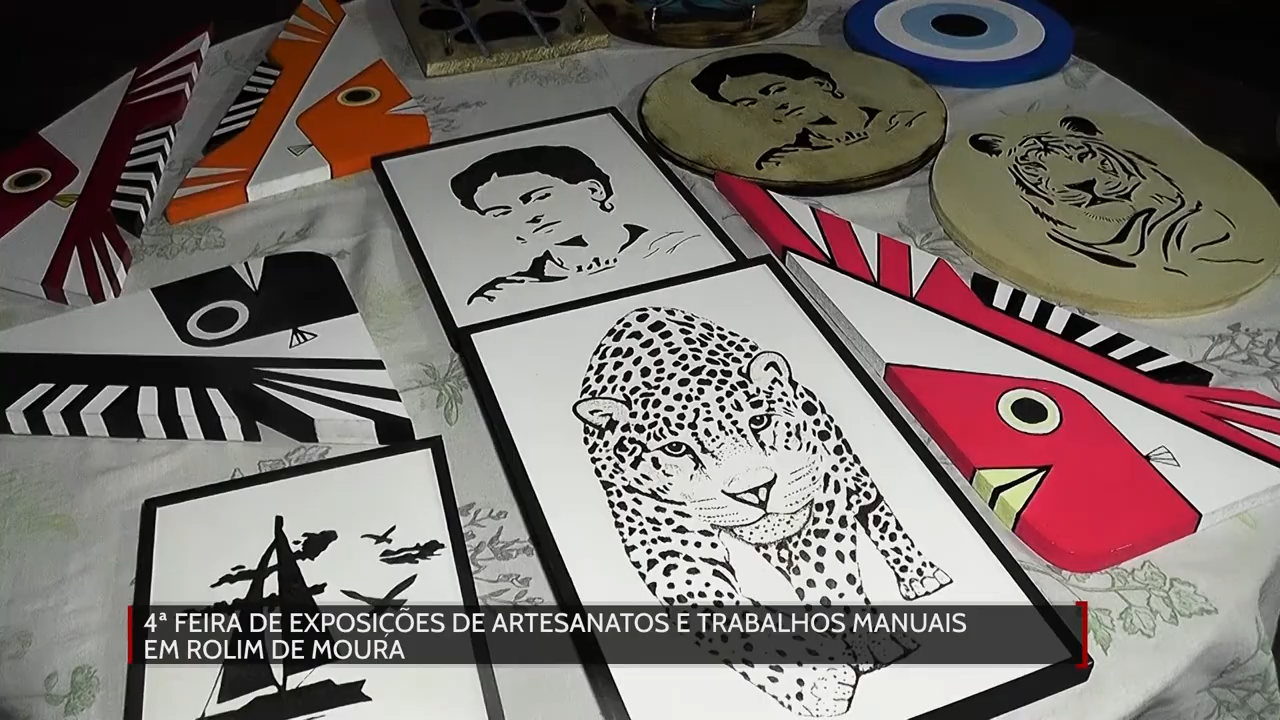 4ª FEIRA DE EXPOSIÇÕES DE ARTESANATOS E TRABALHOS MANUAIS
EM ROLIM DE MOURA